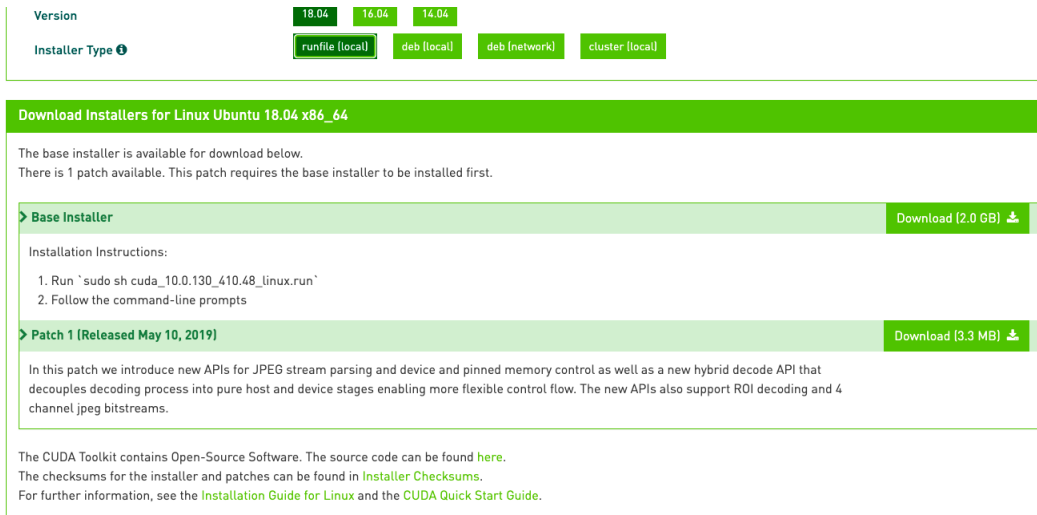 Version 18.04 16.04 14.04
Installer Type runfile (local) deb (local) deb (network) cluster (local)
Download Installers for Linux Ubuntu 18.04 x86_64
The base installer is available for download below.
There is 1 patch available. This patch requires the base installer to be installed first.
Base Installer Download (2.0 GB)
Installation Instructions:
1. Run `sudo sh cuda_10.0.130_410.48_linux.run`
2. Follow the command-line prompts
Patch 1 (Released May 10, 2019) Download (3.3 MB)
In this patch we introduce new APIs for JPEG stream parsing and device and pinned memory control as well as a new hybrid decode API that
decouples decoding process into pure host and device stages enabling more flexible control flow. The new APIs also support ROI decoding and 4
channel jpeg bitstreams.
The CUDA Toolkit contains Open-Source Software. The source code can be found here.
The checksums for the installer and patches can be found in Installer Checksums.
For further information, see the Installation Guide for Linux and the CUDA Quick Start Guide.